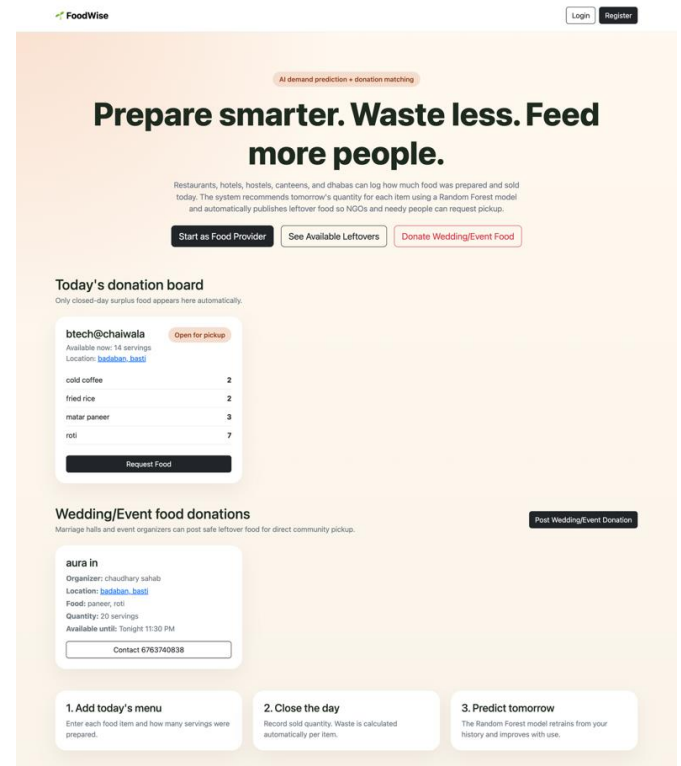 FoodWise
Login
Register
AI demand prediction + donation matching
Prepare smarter. Waste less. Feed
more people.
Restaurants, hotels, hostels, canteens, and dhabas can log how much food was prepared and sold
today. The system recommends tomorrow's quantity for each item using a Random Forest model
and automatically publishes leftover food so NGOs and needy people can request pickup.
Start as Food Provider
See Available Leftovers
Donate Wedding/Event Food
Today's donation board
Only closed-day surplus food appears here automatically.
btech@chaiwala
Open for pickup
Available now: 14 servings
Location: badaban, basti
cold coffee 2
fried rice 2
matar paneer 3
roti 7
Request Food
Wedding/Event food donations
Marriage halls and event organizers can post safe leftover food for direct community pickup.
Post Wedding/Event Donation
aura in
Organizer: chaudhary sahab
Location: badaban, basti
Food: paneer, roti
Quantity: 20 servings
Available until: Tonight 11:30 PM
Contact 6763740838
1. Add today's menu
Enter each food item and how many servings were
prepared.
2. Close the day
Record sold quantity. Waste is calculated
automatically per item.
3. Predict tomorrow
The Random Forest model retrains from your
history and improves with use.